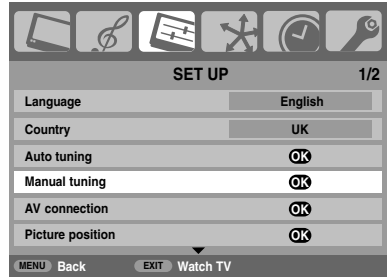 SET UP 1/2
Language English
Country UK
Auto tuning OK
Manual tuning OK
AV connection OK
Picture position OK
MENU Back EXIT Watch TV